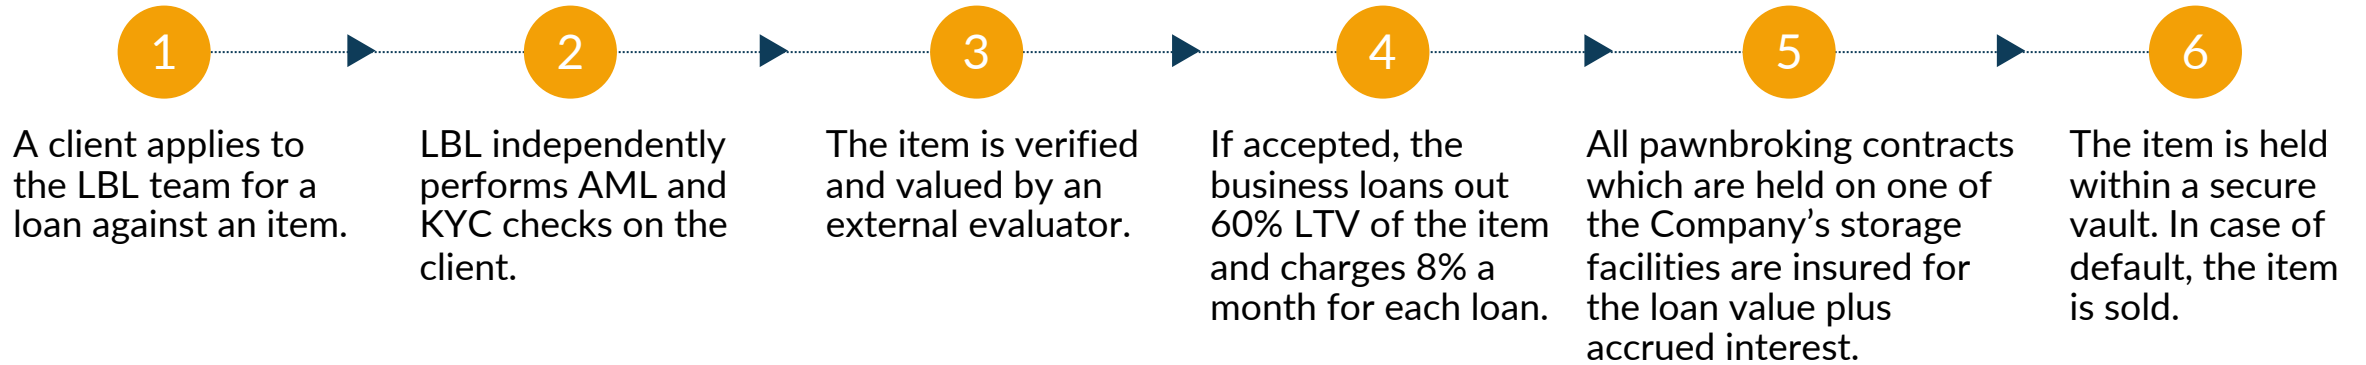 1
A client applies to
the LBL team for a
loan against an item.
2
LBL independently
performs AML and
KYC checks on the
client.
3
The item is verified
and valued by an
external evaluator.
4
If accepted, the
business loans out
60% LTV of the item
and charges 8% a
month for each loan.
5
All pawnbroking contracts
which are held on one of
the Company’s storage
facilities are insured for
the loan value plus
accrued interest.
6
The item is held
within a secure
vault. In case of
default, the item
is sold.